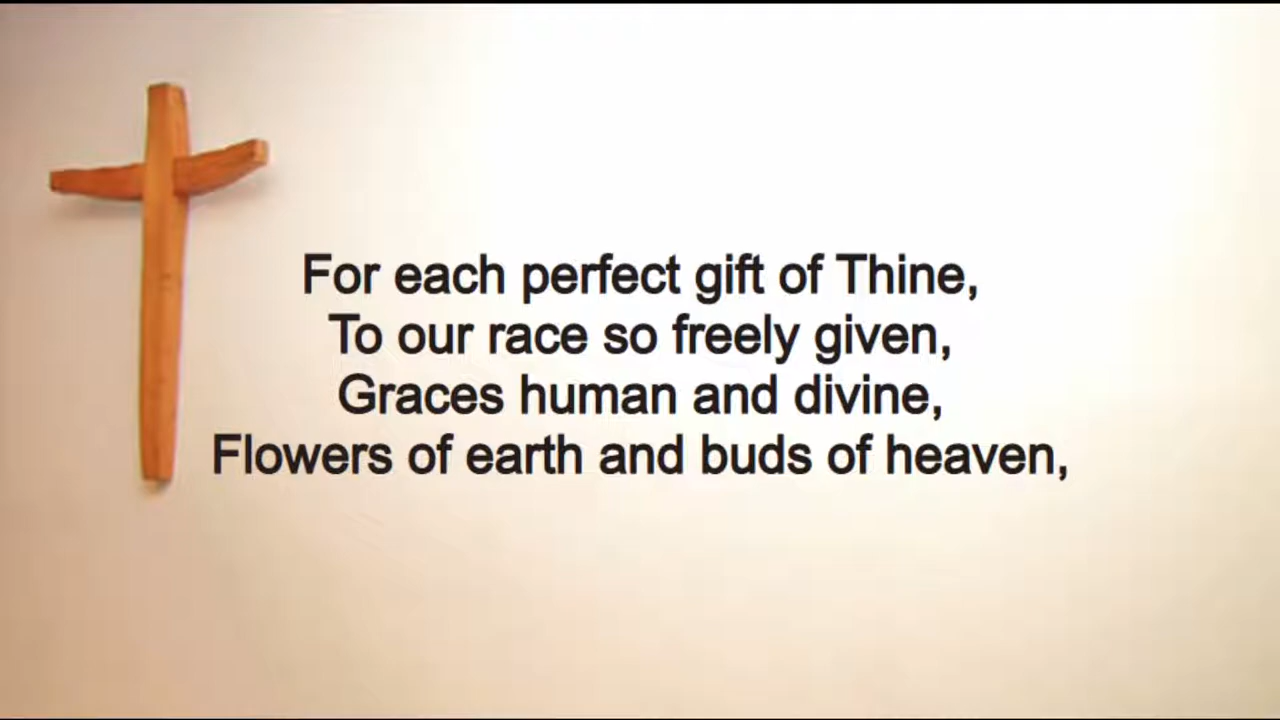 For each perfect gift of Thine,
To our race so freely given,
Graces human and divine,
Flowers of earth and buds of heaven,